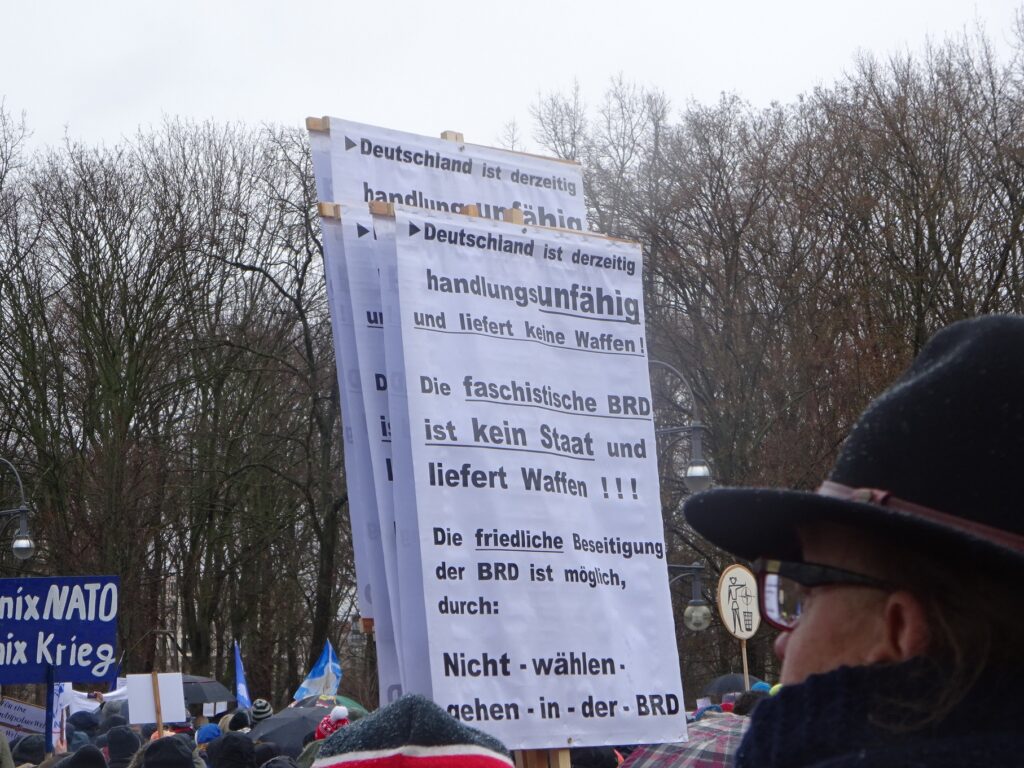 ▶Deutschland ist derzeitig
handlungsunfähig
▶Deutschland ist derzeitig
handlungsunfähig
und liefert keine Waffen!
Die faschistische BRD
ist kein Staat und
liefert Waffen !!!
Die friedliche Beseitigung
der BRD ist möglich,
durch:
Nicht - wählen -
gehen - in - der - BRD
nix NATO
nix Krieg